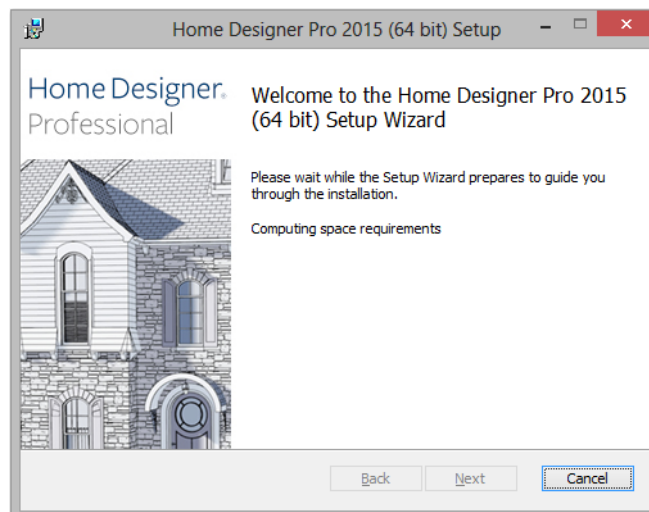 Home Designer Pro 2015 (64 bit) Setup
Home Designer®
Professional
Welcome to the Home Designer Pro 2015
(64 bit) Setup Wizard
Please wait while the Setup Wizard prepares to guide you
through the installation.
Computing space requirements
Back Next Cancel